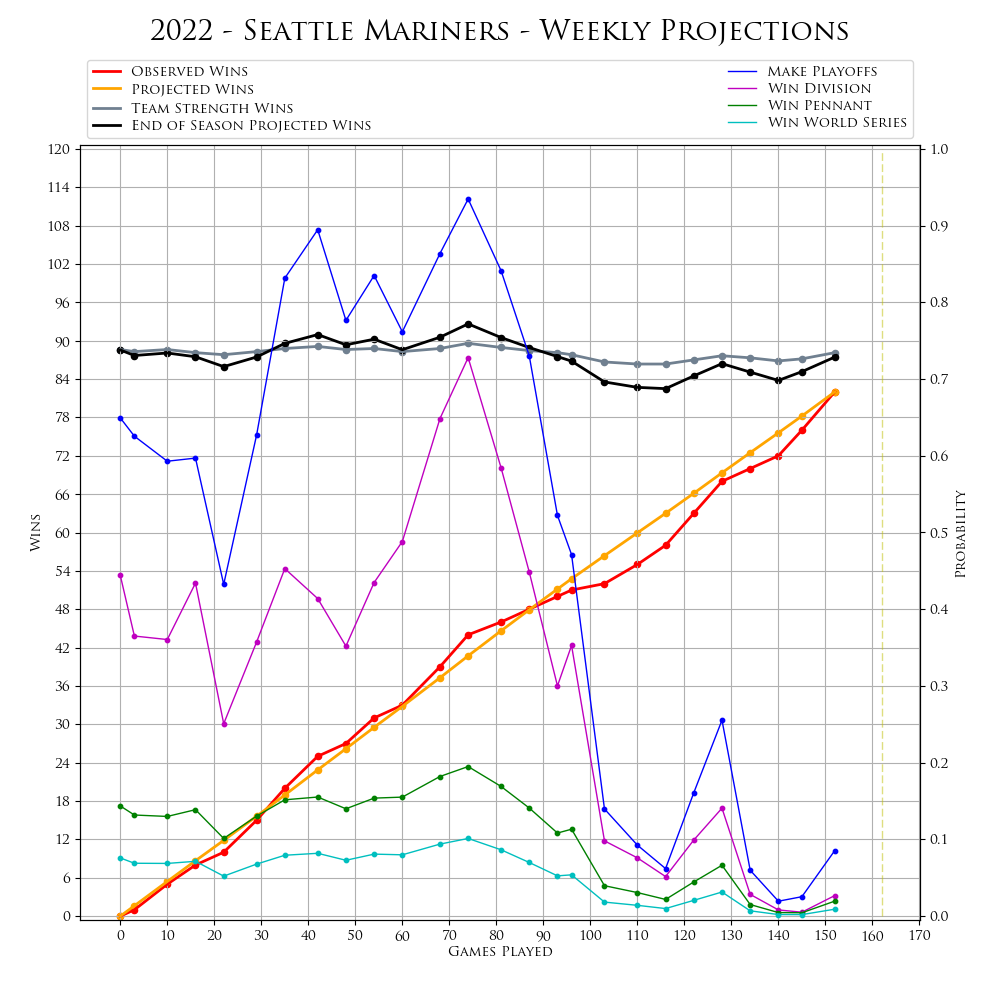 2022 - Seattle Mariners - Weekly Projections
Observed Wins
Projected Wins
Team Strength Wins
End of Season Projected Wins
Make Playoffs
Win Division
Win Pennant
Win World Series
120
114
108
102
96
90
84
78
72
66
60
54
48
42
36
30
24
18
12
6
0
Wins
1.0
0.9
0.8
0.7
0.6
0.5
0.4
0.3
0.2
0.1
0.0
Probability
0 10 20 30 40 50 60 70 80 90 100 110 120 130 140 150 160 170
Games Played